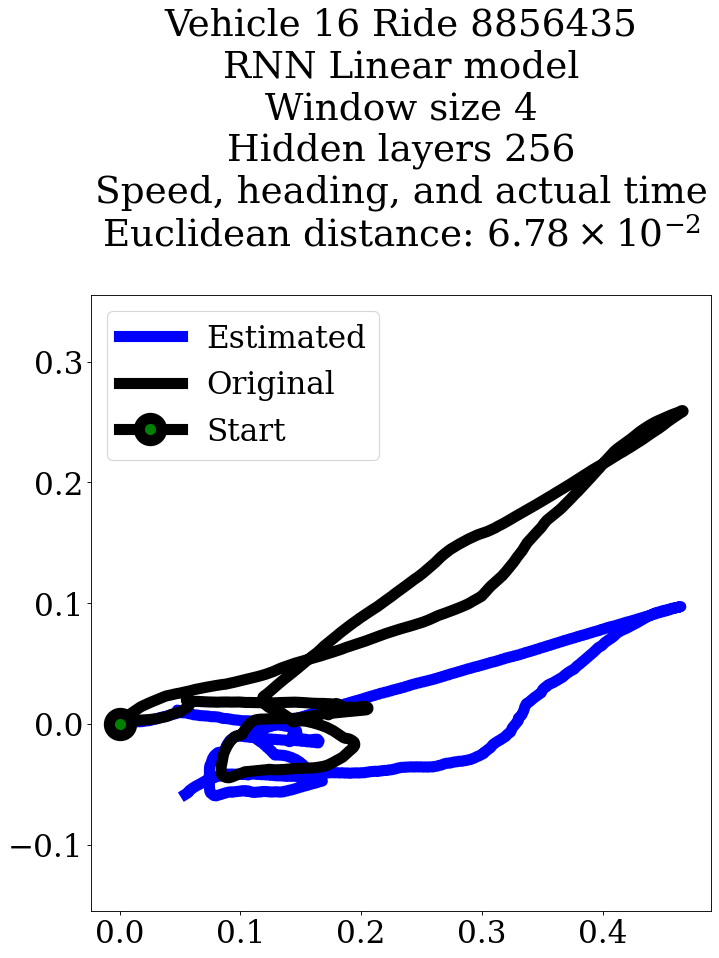 Vehicle 16 Ride 8856435
RNN Linear model
Window size 4
Hidden layers 256
Speed, heading, and actual time
Euclidean distance: 6.78 × 10⁻²
Estimated
Original
Start
0.3
0.2
0.1
0.0
−0.1
0.0 0.1 0.2 0.3 0.4